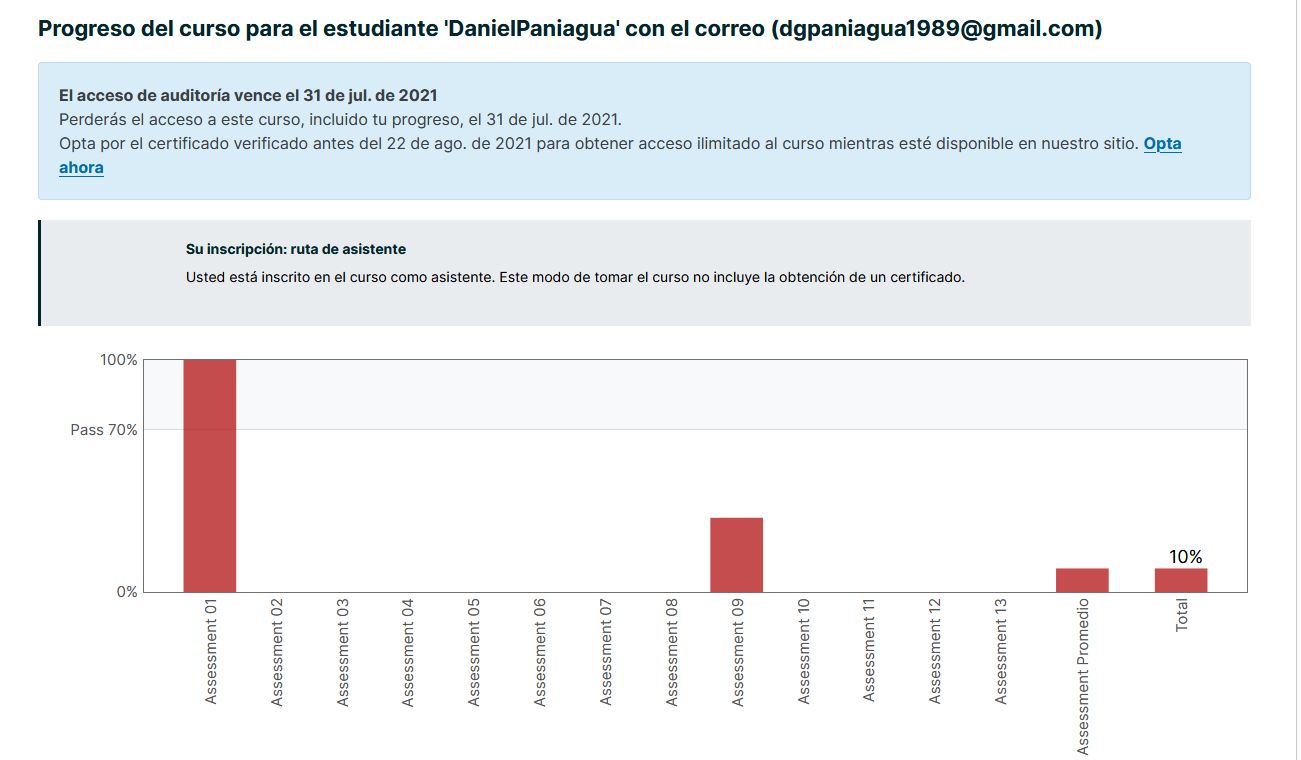 Progreso del curso para el estudiante 'DanielPaniagua' con el correo (dgpaniagua1989@gmail.com)
El acceso de auditoría vence el 31 de jul. de 2021
Perderás el acceso a este curso, incluido tu progreso, el 31 de jul. de 2021.
Opta por el certificado verificado antes del 22 de ago. de 2021 para obtener acceso ilimitado al curso mientras esté disponible en nuestro sitio. Opta
ahora
Su inscripción: ruta de asistente
Usted está inscrito en el curso como asistente. Este modo de tomar el curso no incluye la obtención de un certificado.
100%
Pass 70%
10%
0%
Assessment 01
Assessment 02
Assessment 03
Assessment 04
Assessment 05
Assessment 06
Assessment 07
Assessment 08
Assessment 09
Assessment 10
Assessment 11
Assessment 12
Assessment 13
Assessment Promedio
Total